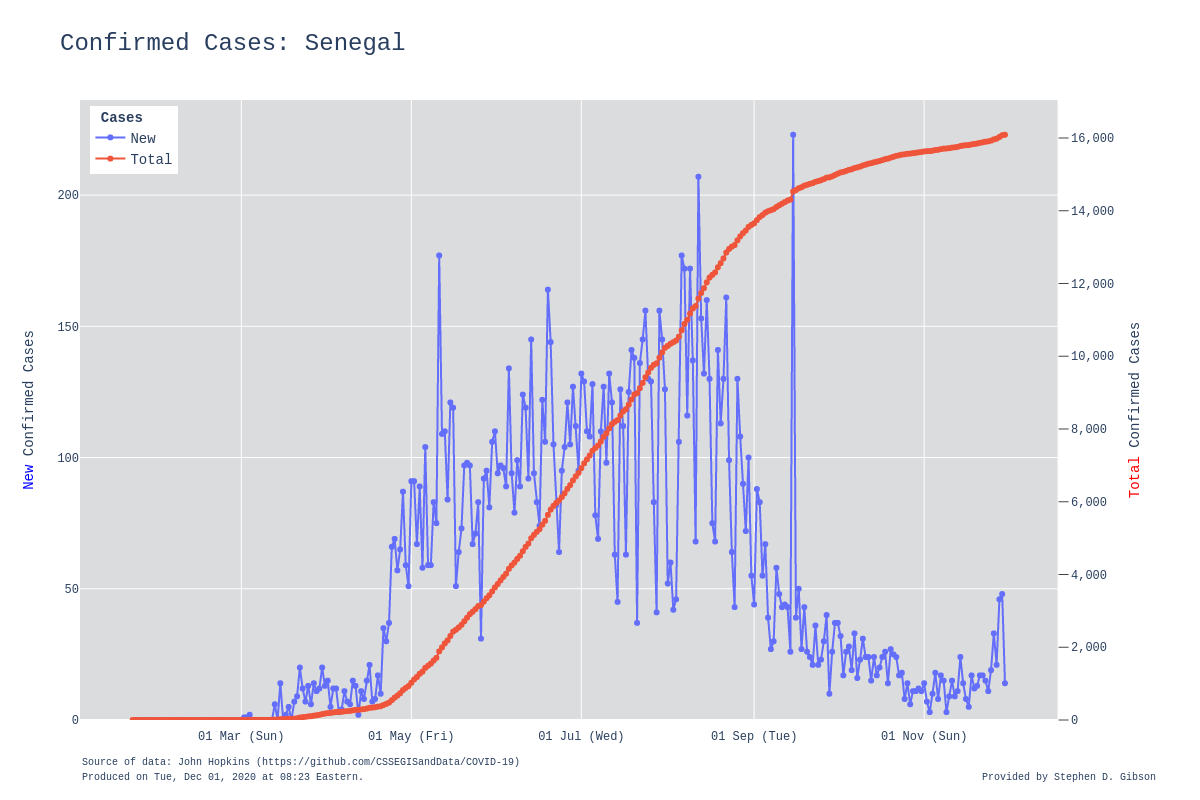 Confirmed Cases: Senegal
Cases
New
Total
200
150
100
50
0
16,000
14,000
12,000
10,000
8,000
6,000
4,000
2,000
0
New Confirmed Cases
Total Confirmed Cases
01 Mar (Sun)
01 May (Fri)
01 Jul (Wed)
01 Sep (Tue)
01 Nov (Sun)
Source of data: John Hopkins (https://github.com/CSSEGISandData/COVID-19)
Produced on Tue, Dec 01, 2020 at 08:23 Eastern.
Provided by Stephen D. Gibson